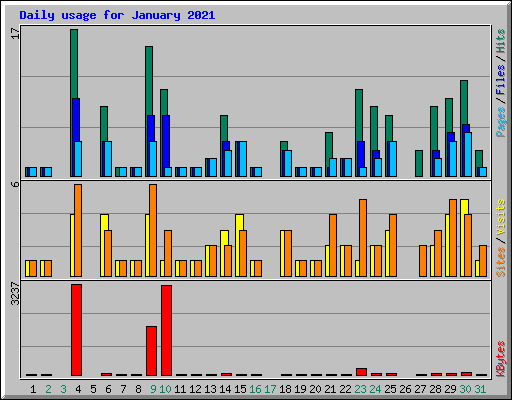 Daily usage for January 2021
17
6
3237
Pages / Files / Hits
Sites / Visits
KBytes
1 2 3 4 5 6 7 8 9 10 11 12 13 14 15 16 17 18 19 20 21 22 23 24 25 26 27 28 29 30 31